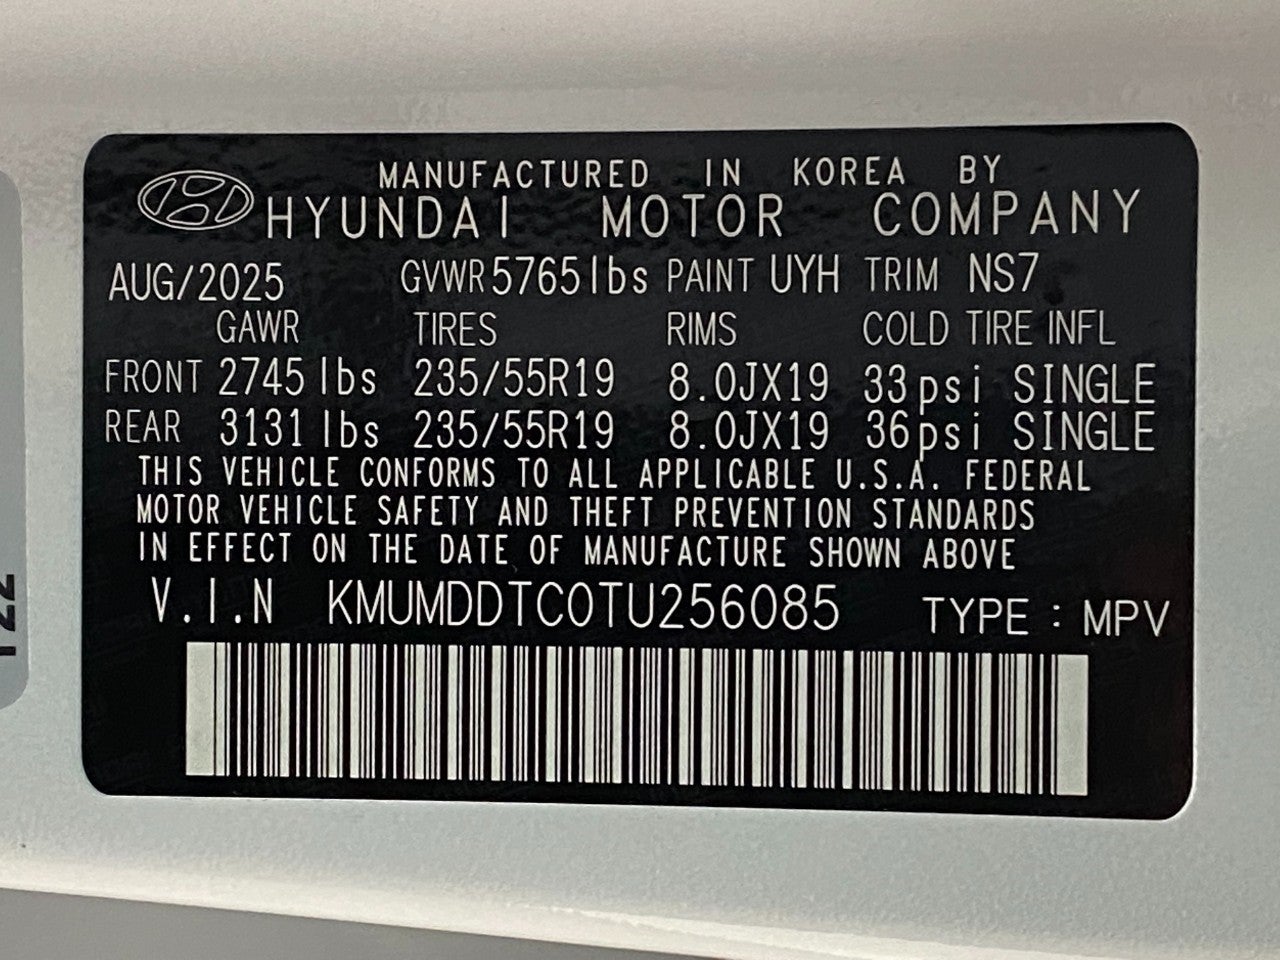 MANUFACTURED IN KOREA BY
HYUNDAI MOTOR COMPANY
AUG/2025 GVWR 5765lbs PAINT UYH TRIM NS7
GAWR TIRES RIMS COLD TIRE INFL
FRONT 2745lbs 235/55R19 8.0JX19 33psi SINGLE
REAR 3131lbs 235/55R19 8.0JX19 36psi SINGLE
THIS VEHICLE CONFORMS TO ALL APPLICABLE U.S.A. FEDERAL
MOTOR VEHICLE SAFETY AND THEFT PREVENTION STANDARDS
IN EFFECT ON THE DATE OF MANUFACTURE SHOWN ABOVE
V.I.N KMUMDDTC0TU256085 TYPE : MPV
122